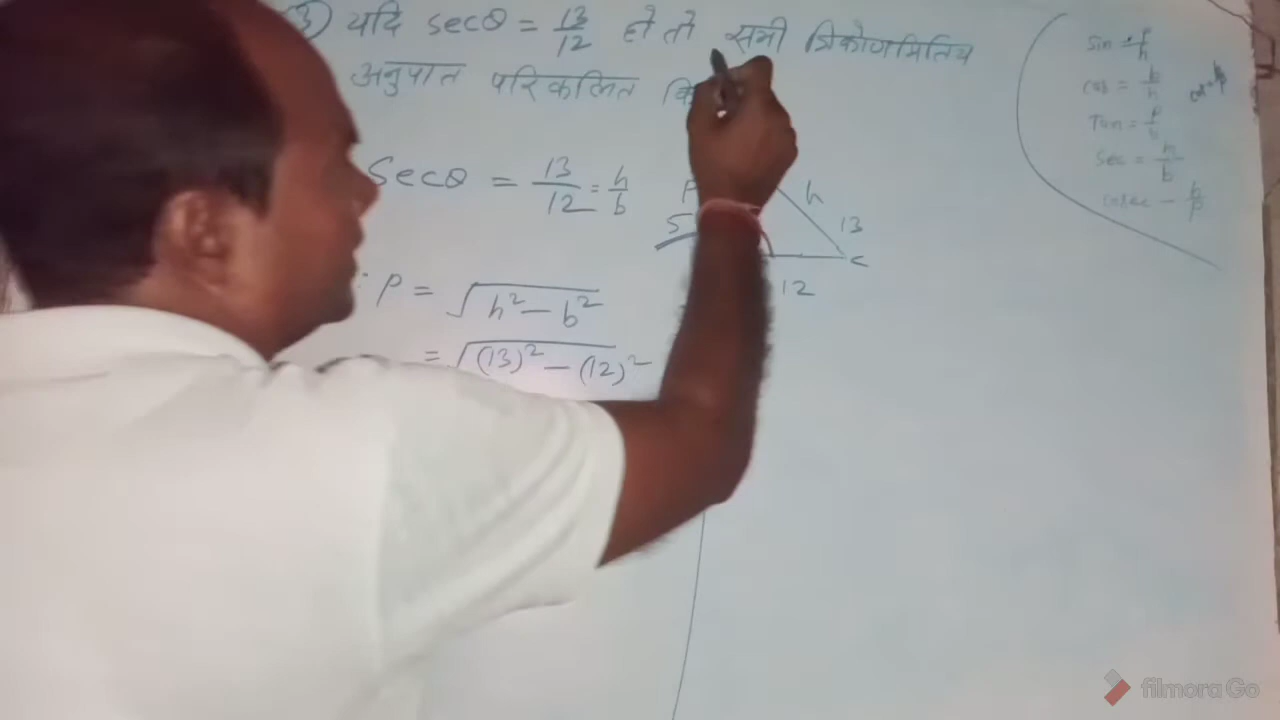 3) यदि secθ = 13/12 हो तो सभी त्रिकोणमितिय
अनुपात परिकलित
Secθ = 13/12 = h/b
P = √h²-b²
= √(13)² - (12)²
P
h
5
13
12
C
Sin = P/h
cos = b/h
Tan =
Sec = h/b
cosec = h/p
filmora Go